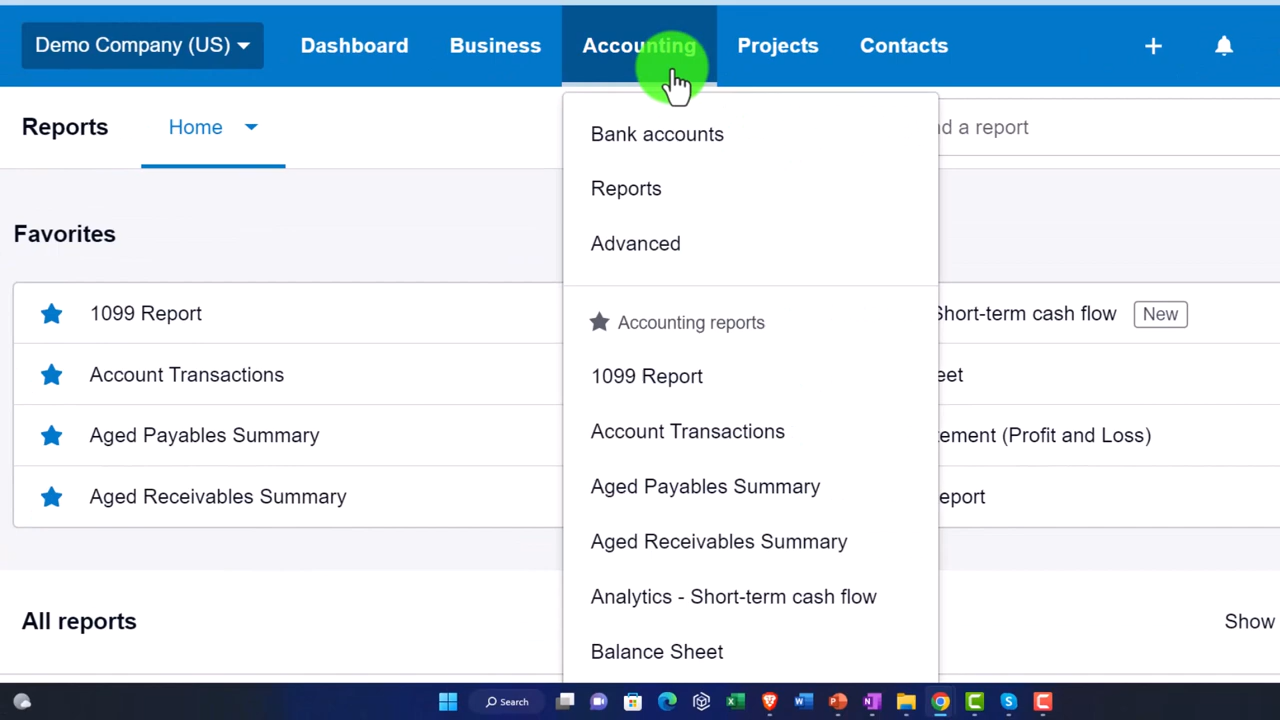 Demo Company (US) Dashboard Business Accounting Projects Contacts
Reports Home d a report
Bank accounts
Reports
Advanced
Favorites
1099 Report
Account Transactions
Aged Payables Summary
Aged Receivables Summary
Accounting reports
1099 Report
Account Transactions
Aged Payables Summary
Aged Receivables Summary
Analytics - Short-term cash flow
Balance Sheet
Short-term cash flow New
eet
ement (Profit and Loss)
eport
All reports Show
Search